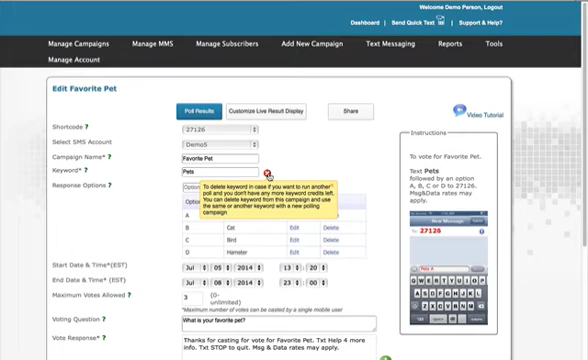 Welcome Demo Person, Logout
Dashboard | Send Quick Text | Support & Help?
Manage Campaigns Manage MMS Manage Subscribers Add New Campaign Text Messaging Reports Tools
Manage Account
Edit Favorite Pet
Poll Results Customize Live Result Display Share
Video Tutorial
Shortcode ? 27126
Select SMS Account Demo5
Campaign Name* ? Favorite Pet
Keyword* ? Pets
Response Options ?
To delete keyword in case if you want to run another
poll and you don't have any more keyword credits left.
You can delete keyword from this campaign and use
the same or another keyword with a new polling
campaign
A
B Cat Edit Delete
C Bird Edit Delete
D Hamster Edit Delete
Start Date & Time*(EST) Jul 05 2014 13 : 20
End Date & Time* (EST) ? Jul 08 2014 23 : 00
Maximum Votes Allowed ? 3 (0-
unlimited)
*Maximum number of votes can be casted by a single mobile user
Voting Question ? What is your favorite pet?
Vote Response* ? Thanks for casting for vote for Favorite Pet. Txt Help 4 more
info. Txt STOP to quit. Msg & Data rates may apply.
Instructions
To vote for Favorite Pet.
Text Pets
followed by an option
A, B, C or D to 27126.
Msg&Data rates may
apply.
New Message
To: 27126
Pets A
Q W E R T Y U I O P
A S D F G H J K L
Z X C V B N M